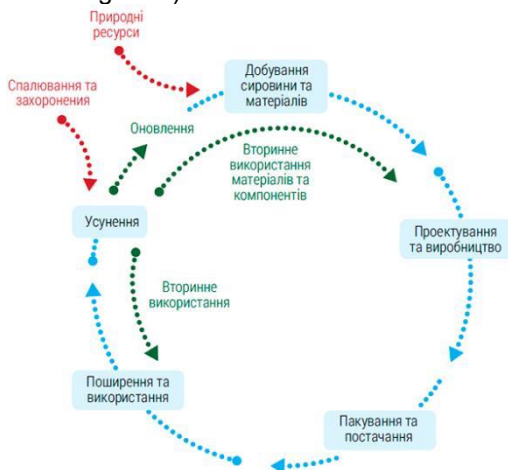 Природні
ресурси
Спалювання та
захоронення
Добування
сировини та
матеріалів
Оновлення
Вторинне
використання
матеріалів та
компонентів
Усунення
Проектування
та виробництво
Вторинне
використання
Поширення та
використання
Пакування та
постачання